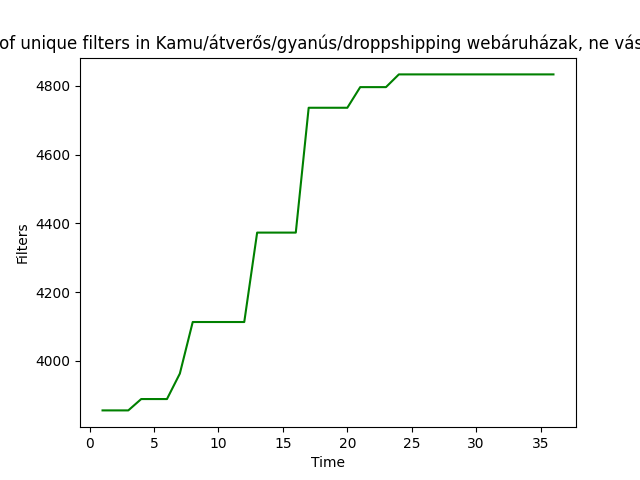 of unique filters in Kamu/átverős/gyanús/droppshipping webáruházak, ne vás
4800
4600
4400
4200
4000
Filters
0 5 10 15 20 25 30 35
Time